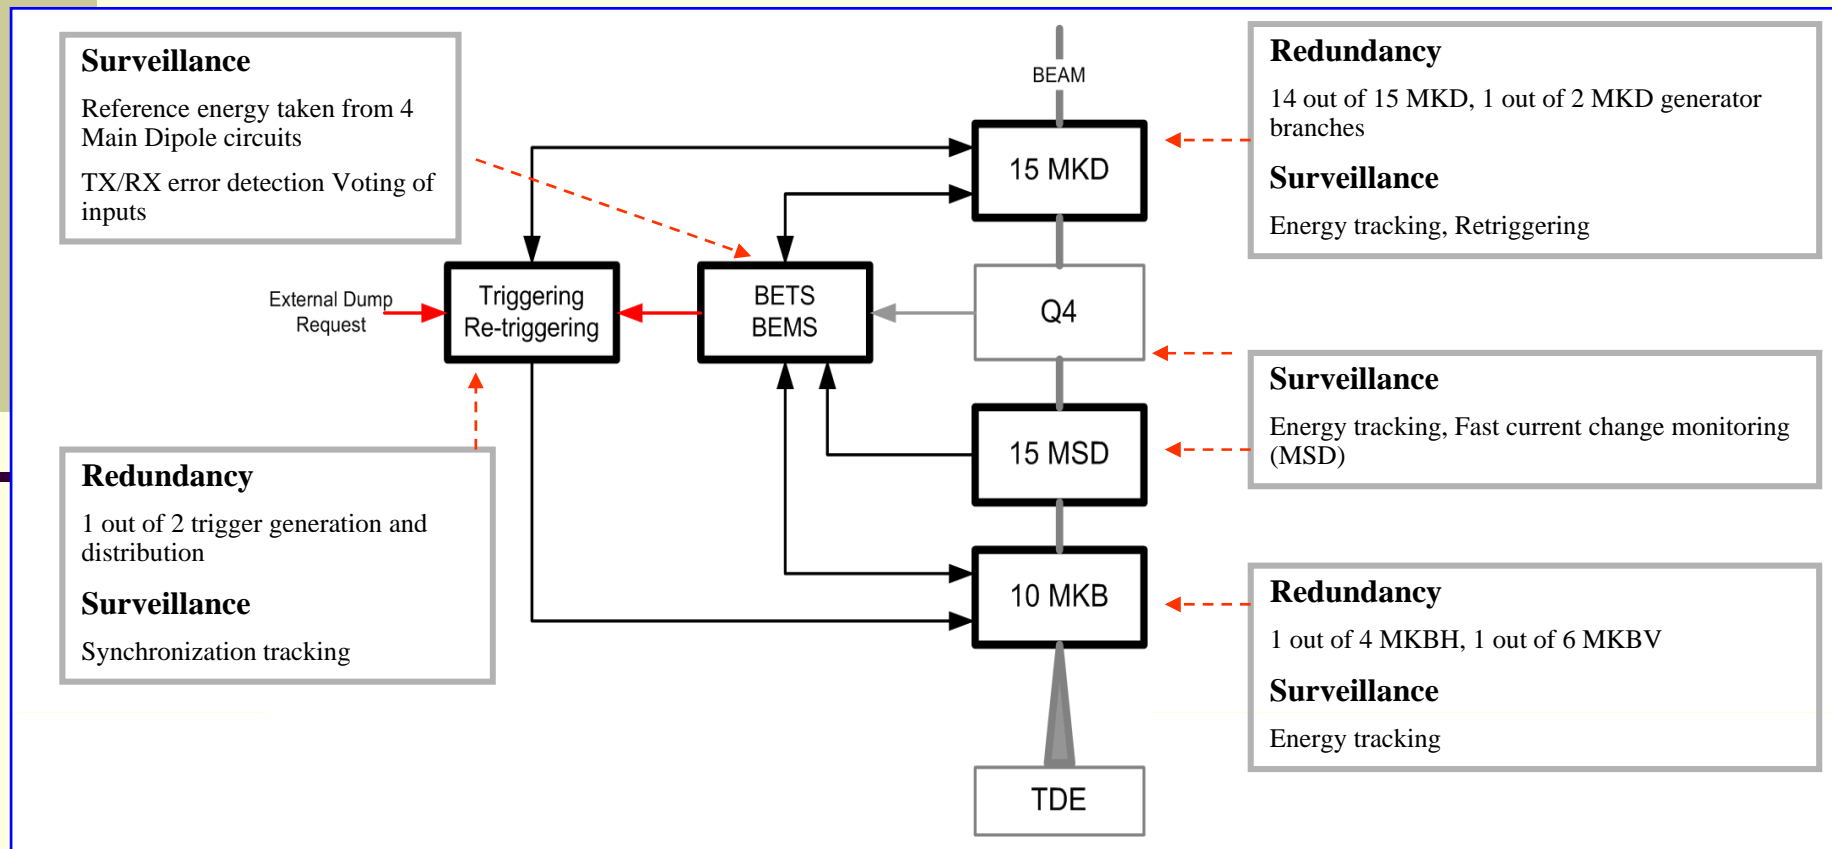 Surveillance
Reference energy taken from 4
Main Dipole circuits
TX/RX error detection Voting of
inputs
BEAM
15 MKD
Redundancy
14 out of 15 MKD, 1 out of 2 MKD generator
branches
Surveillance
Energy tracking, Retriggering
External Dump
Request
Triggering
Re-triggering
BETS
BEMS
Q4
Surveillance
Energy tracking, Fast current change monitoring
(MSD)
15 MSD
Redundancy
1 out of 2 trigger generation and
distribution
Surveillance
Synchronization tracking
10 MKB
Redundancy
1 out of 4 MKBH, 1 out of 6 MKBV
Surveillance
Energy tracking
TDE